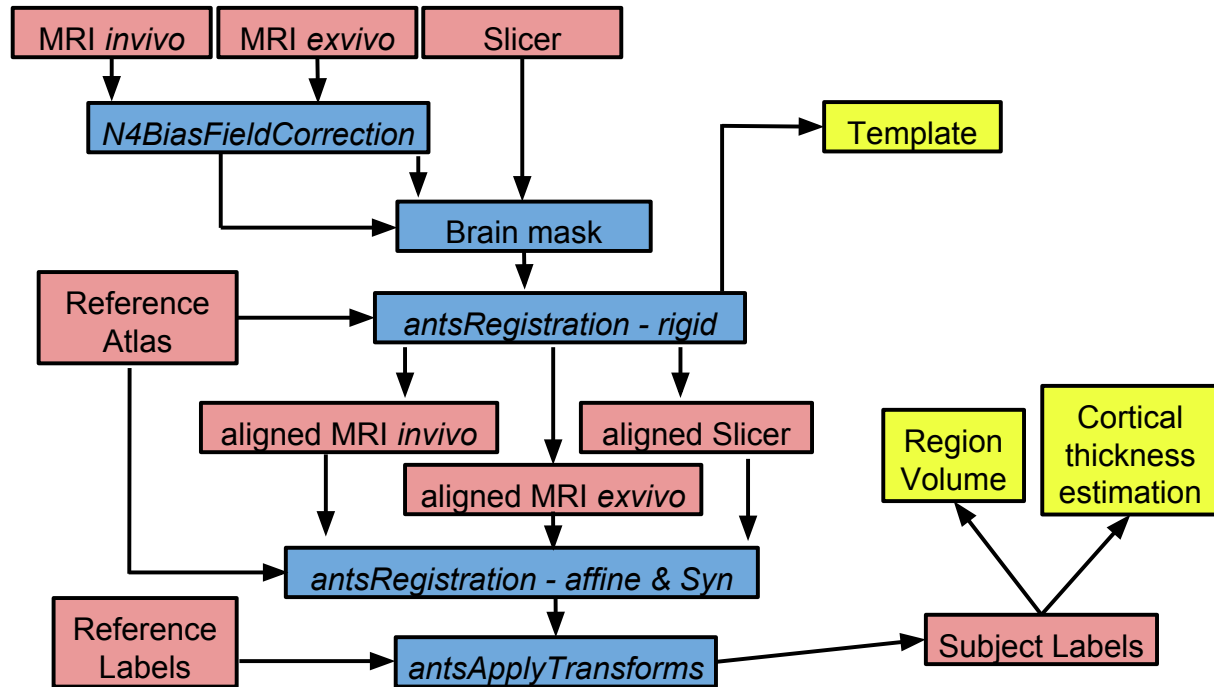 MRI invivo
MRI exvivo
Slicer
N4BiasFieldCorrection
Template
Brain mask
Reference
Atlas
antsRegistration - rigid
aligned MRI invivo
aligned Slicer
aligned MRI exvivo
Region
Volume
Cortical
thickness
estimation
antsRegistration - affine & Syn
Reference
Labels
antsApplyTransforms
Subject Labels